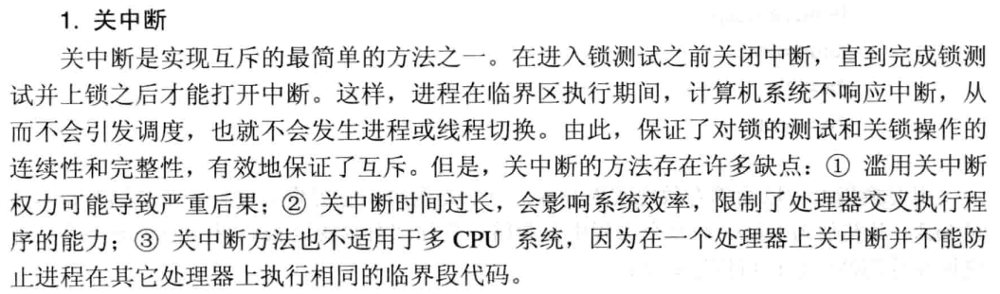 1. 关中断
关中断是实现互斥的最简单的方法之一。在进入锁测试之前关闭中断，直到完成锁测
试并上锁之后才能打开中断。这样，进程在临界区执行期间，计算机系统不响应中断，从
而不会引发调度，也就不会发生进程或线程切换。由此，保证了对锁的测试和关锁操作的
连续性和完整性，有效地保证了互斥。但是，关中断的方法存在许多缺点：① 滥用关中断
权力可能导致严重后果；② 关中断时间过长，会影响系统效率，限制了处理器交叉执行程
序的能力；③ 关中断方法也不适用于多 CPU 系统，因为在一个处理器上关中断并不能防
止进程在其它处理器上执行相同的临界段代码。